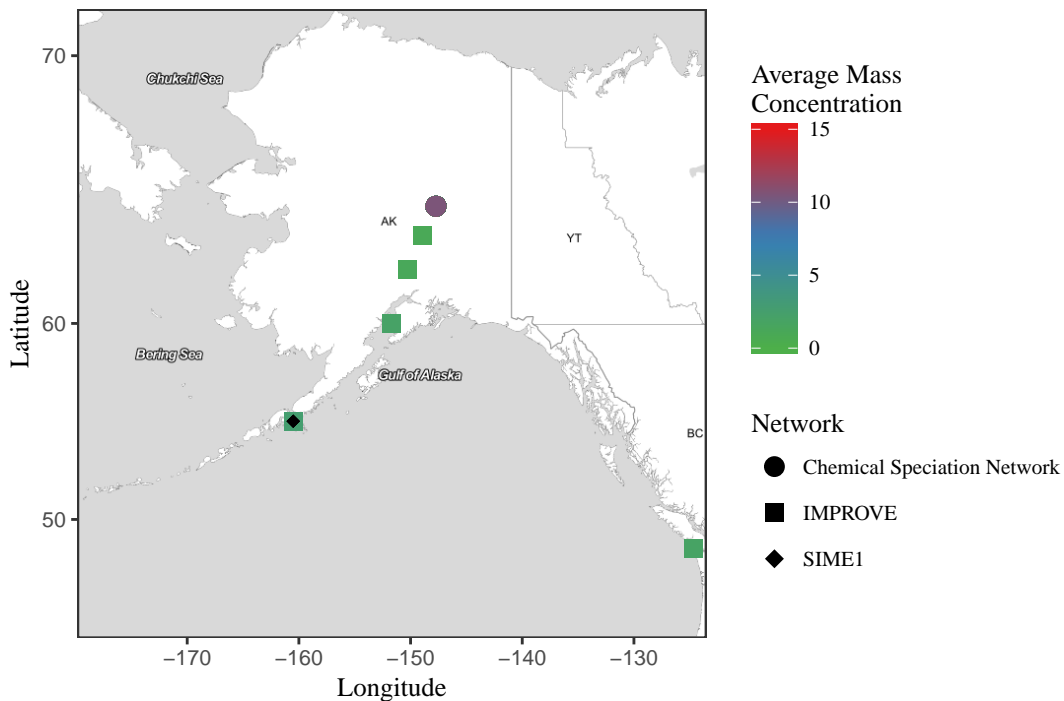 70
60
50
Latitude
−170
−160
−150
−140
−130
Longitude
Chukchi Sea
AK
YT
Bering Sea
Gulf of Alaska
BC
Average Mass
Concentration
15
10
5
0
Network
Chemical Speciation Network
IMPROVE
SIME1